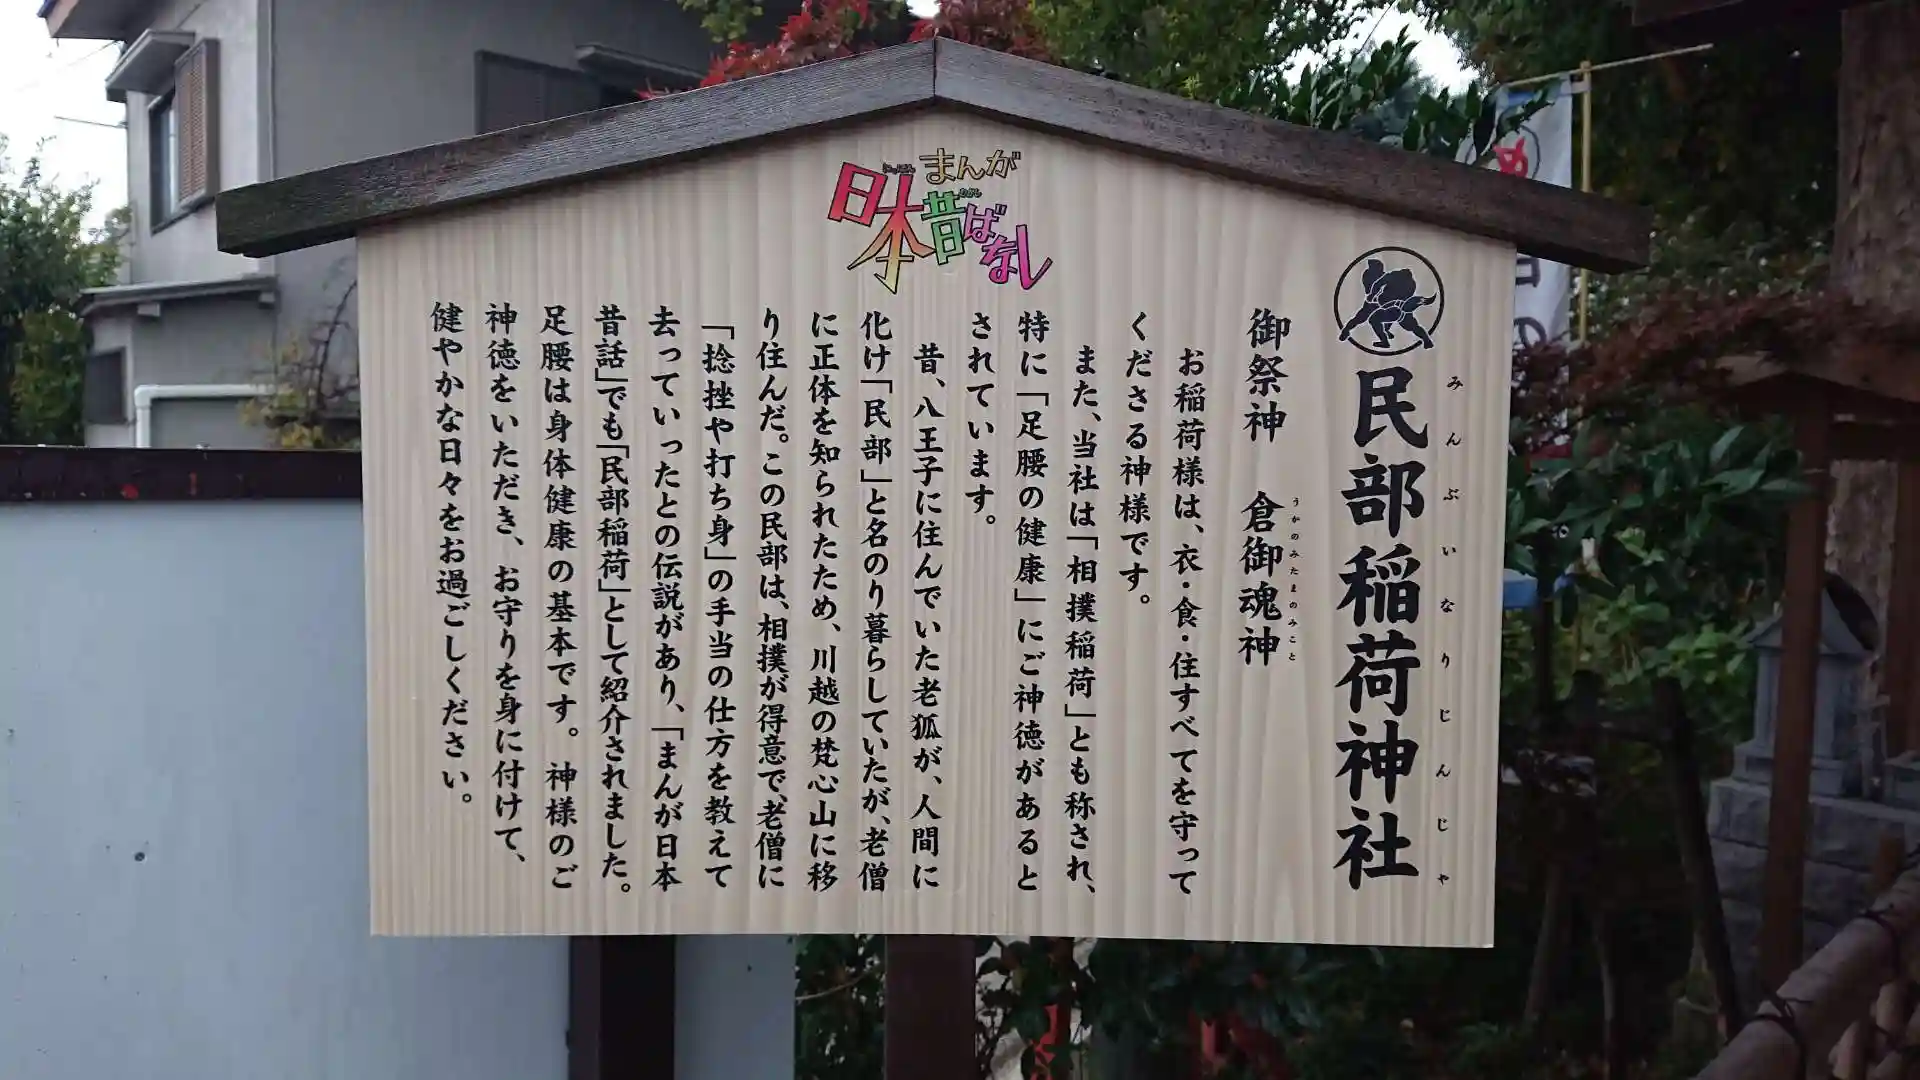 民部稲荷神社
みんぶいなりじんじゃ
御祭神 倉御魂神
うかのみたまのみこと
お稲荷様は、衣・食・住すべてを守って
くださる神様です。
また、当社は「相撲稲荷」とも称され、
特に「足腰の健康」にご神徳があると
されています。
昔、八王子に住んでいた老狐が、人間に
化け「民部」と名のり暮らしていたが、老僧
に正体を知られたため、川越の梵心山に移
り住んだ。この民部は、相撲が得意で、老僧に
「捻挫や打ち身」の手当の仕方を教えて
去っていったとの伝説があり、「まんが日本
昔話」でも「民部稲荷」として紹介されました。
足腰は身体健康の基本です。神様のご
神徳をいただき、お守りを身に付けて、
健やかな日々をお過ごしください。
まんが
日本昔ばなし